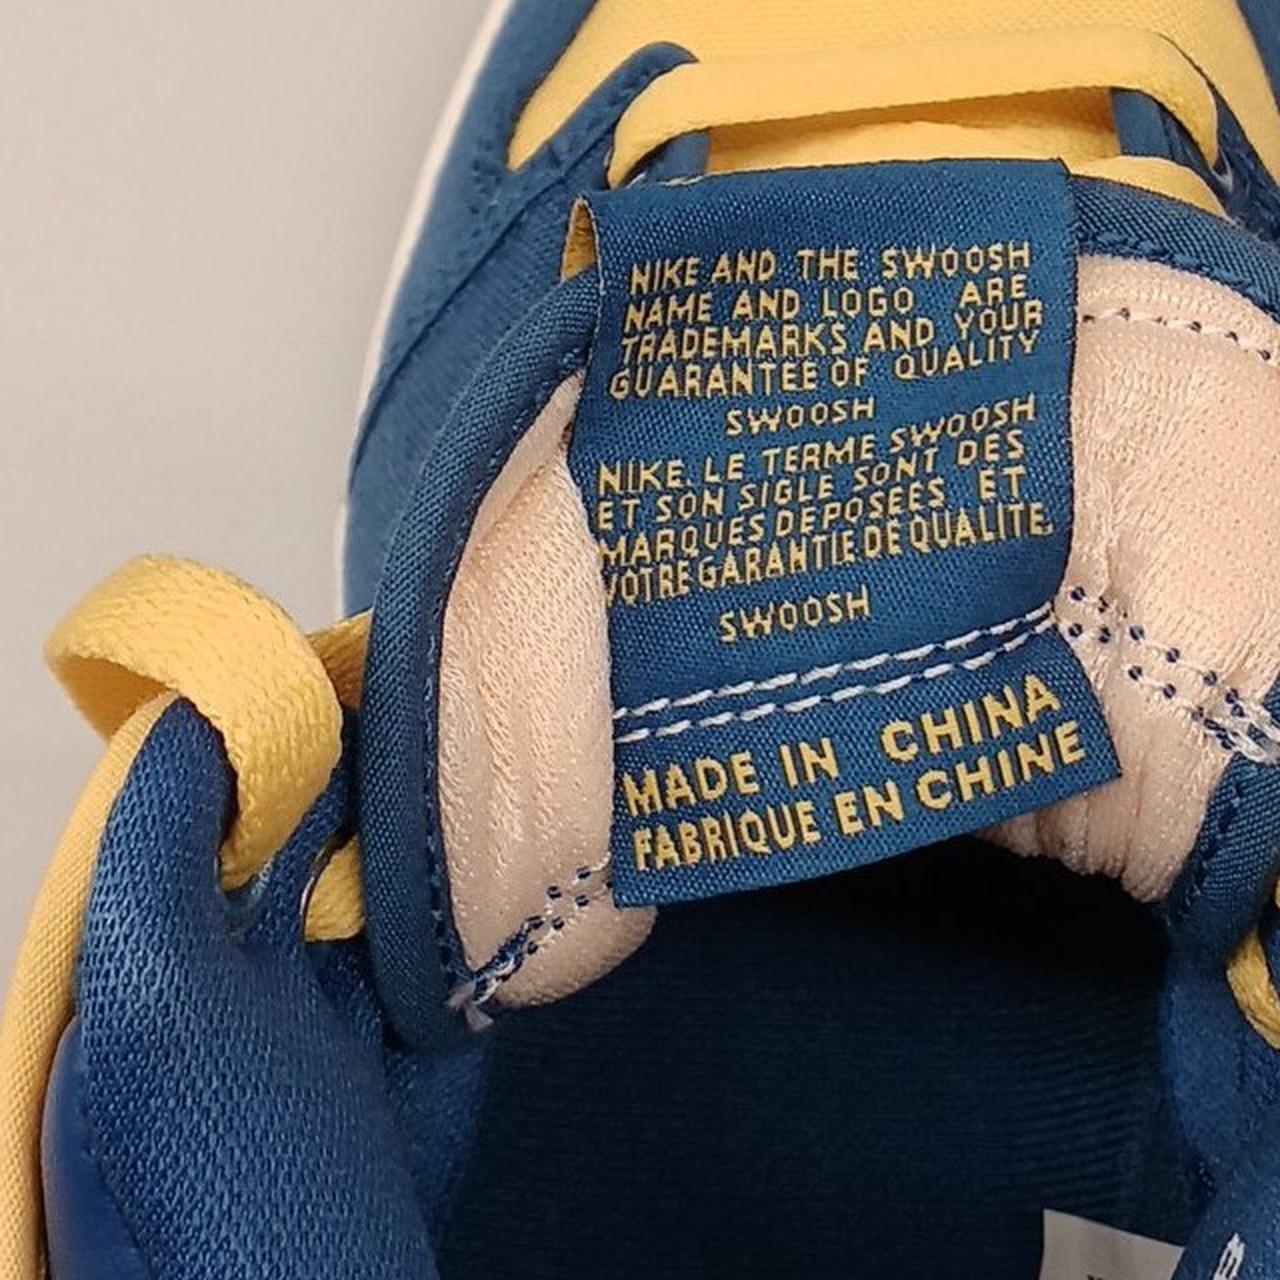 NIKE AND THE SWOOSH
NAME AND LOGO ARE
TRADEMARKS AND YOUR
GUARANTEE OF QUALITY
SWOOSH
NIKE. LE TERME SWOOSH
ET SON SIGLE SONT DES
MARQUES DEPOSÉES ET
VOTRE GARANTIE DE QUALITE.
SWOOSH
MADE IN CHINA
FABRIQUE EN CHINE